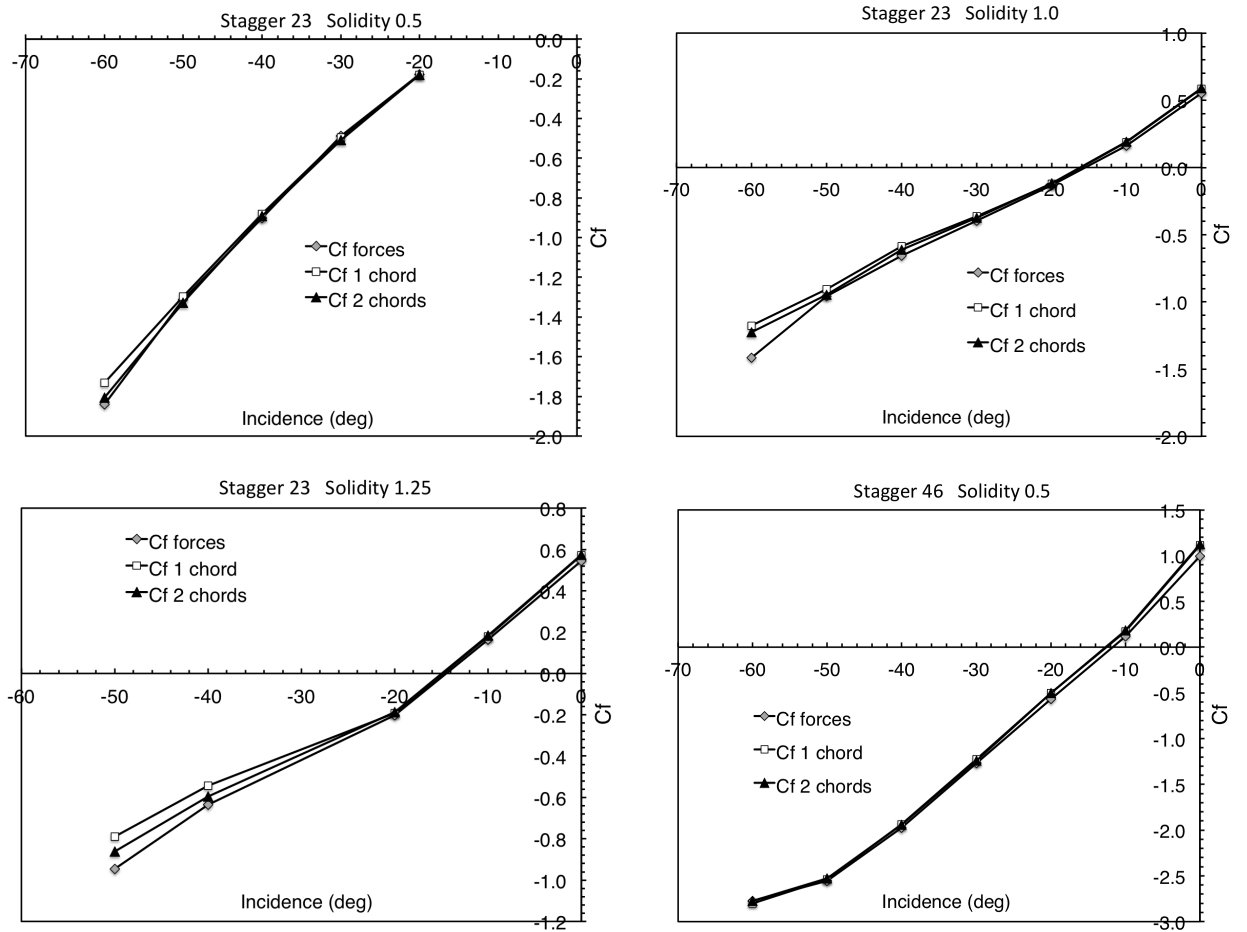 Stagger 23 Solidity 0.5
0.0
-70 -60 -50 -40 -30 -20 -10 0
-0.2
-0.4
-0.6
-0.8
-1.0
-1.2
-1.4
-1.6
-1.8
-2.0
Cf
Cf forces
Cf 1 chord
Cf 2 chords
Incidence (deg)
Stagger 23 Solidity 1.0
1.0
0.5
0.0
-70 -60 -50 -40 -30 -20 -10 0
-0.5
-1.0
-1.5
-2.0
Cf
Cf forces
Cf 1 chord
Cf 2 chords
Incidence (deg)
Stagger 23 Solidity 1.25
0.8
0.6
0.4
0.2
0.0
-60 -50 -40 -30 -20 -10 0
-0.2
-0.4
-0.6
-0.8
-1.0
-1.2
Cf
Cf forces
Cf 1 chord
Cf 2 chords
Incidence (deg)
Stagger 46 Solidity 0.5
1.5
1.0
0.5
0.0
-70 -60 -50 -40 -30 -20 -10 0
-0.5
-1.0
-1.5
-2.0
-2.5
-3.0
Cf
Cf forces
Cf 1 chord
Cf 2 chords
Incidence (deg)